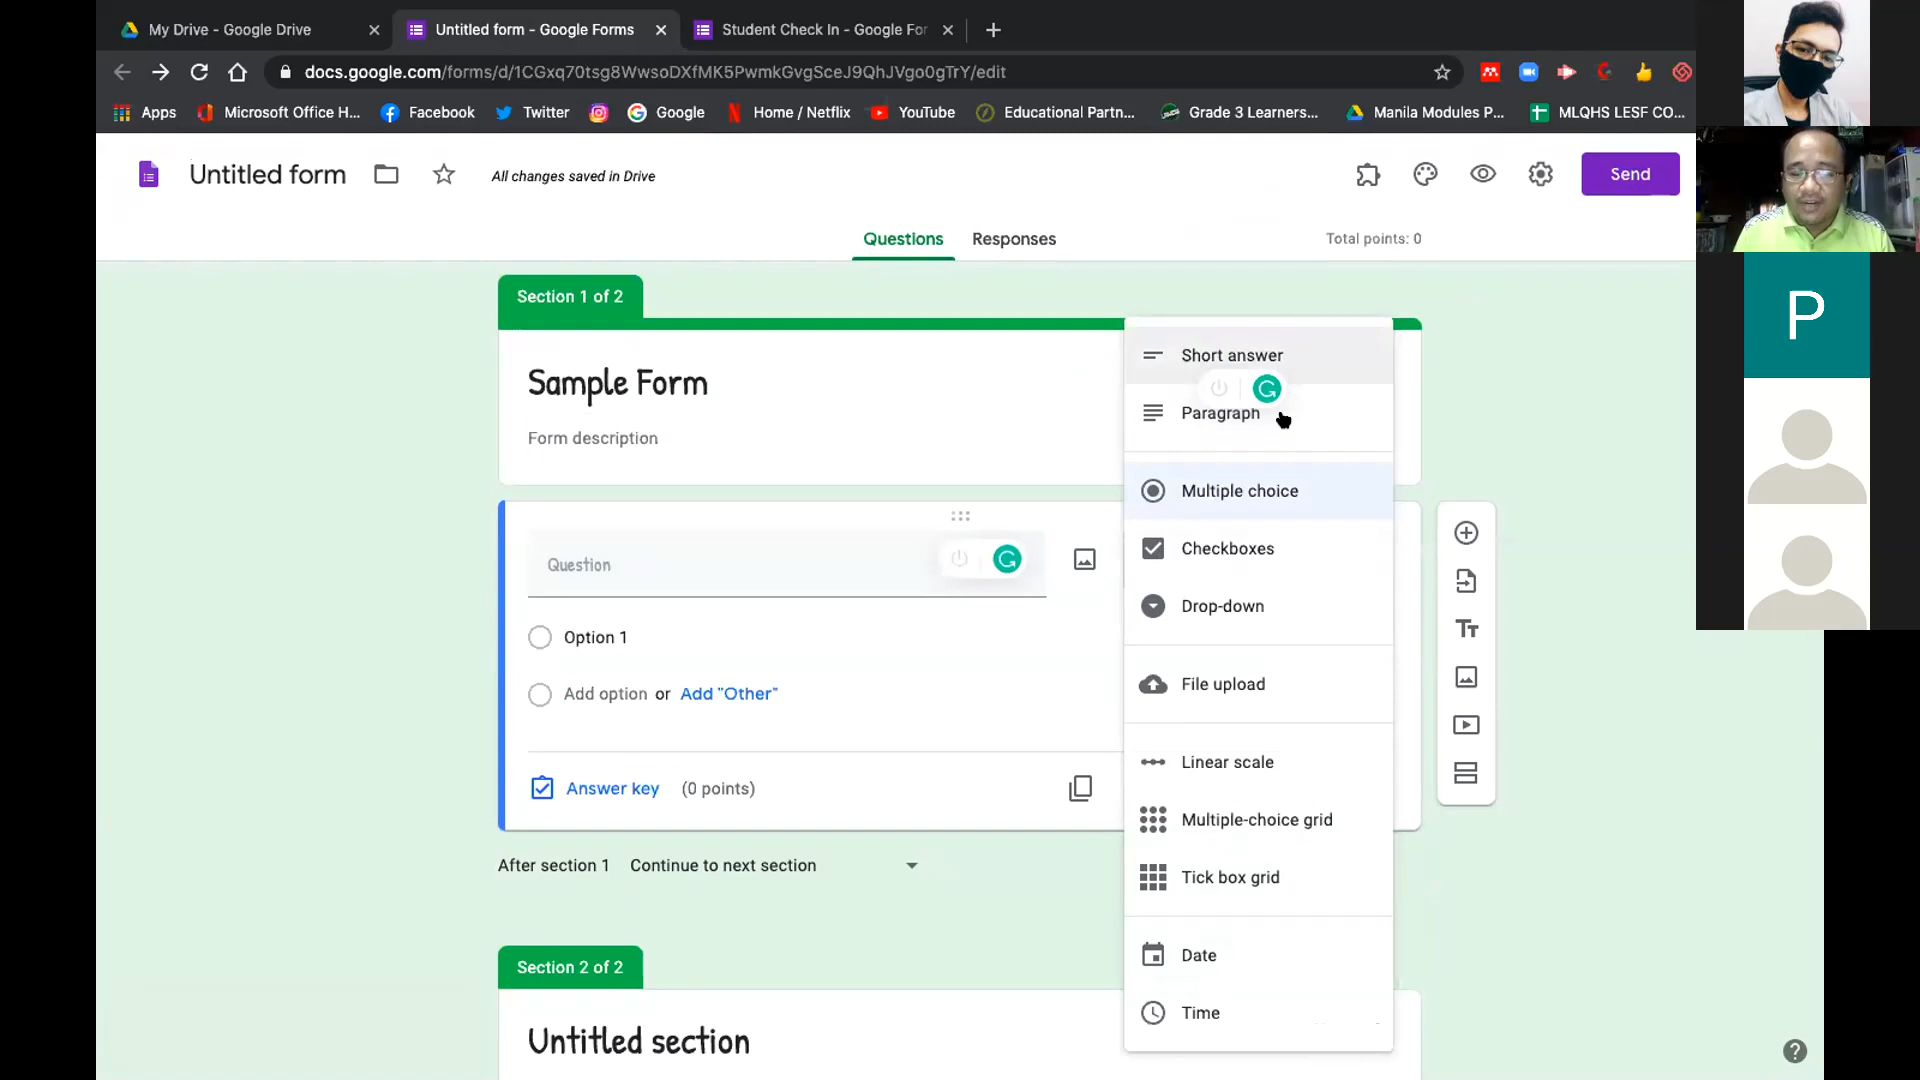 My Drive - Google Drive
Untitled form - Google Forms
Student Check In - Google For
docs.google.com/forms/d/1CGxq70tsg8WwsoDXfMK5PwmkGvgSceJ9QhJVgo0gTrY/edit
Apps
Microsoft Office H...
Facebook
Twitter
Google
Home / Netflix
YouTube
Educational Partn...
Grade 3 Learners...
Manila Modules P...
MLQHS LESF CO...
Untitled form
All changes saved in Drive
Send
Questions
Responses
Total points: 0
P
Section 1 of 2
Sample Form
Form description
Short answer
Paragraph
Multiple choice
Checkboxes
Drop-down
File upload
Linear scale
Multiple-choice grid
Tick box grid
Date
Time
Question
Option 1
Add option or Add "Other"
Answer key (0 points)
After section 1 Continue to next section
Section 2 of 2
Untitled section